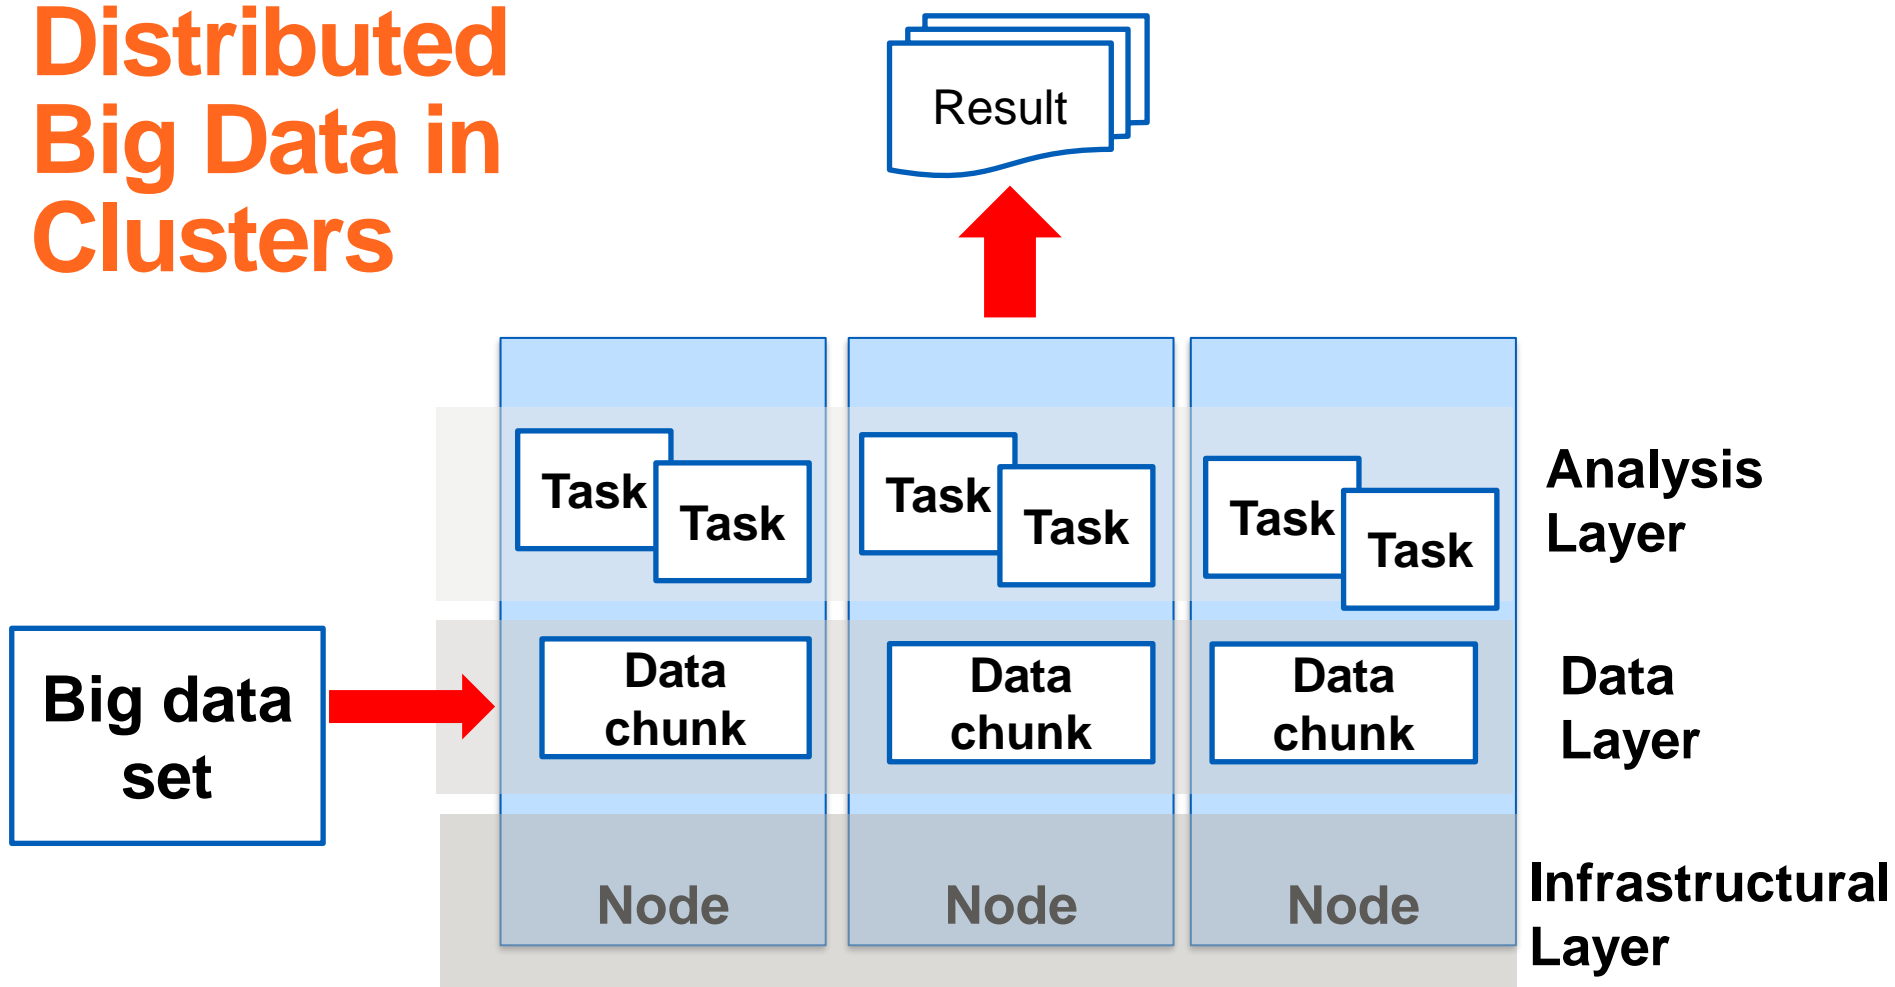 Distributed
Big Data in
Clusters
Result
Task
Task
Task
Task
Task
Task
Analysis
Layer
Big data
set
Data
chunk
Data
chunk
Data
chunk
Data
Layer
Node
Node
Node
Infrastructural
Layer